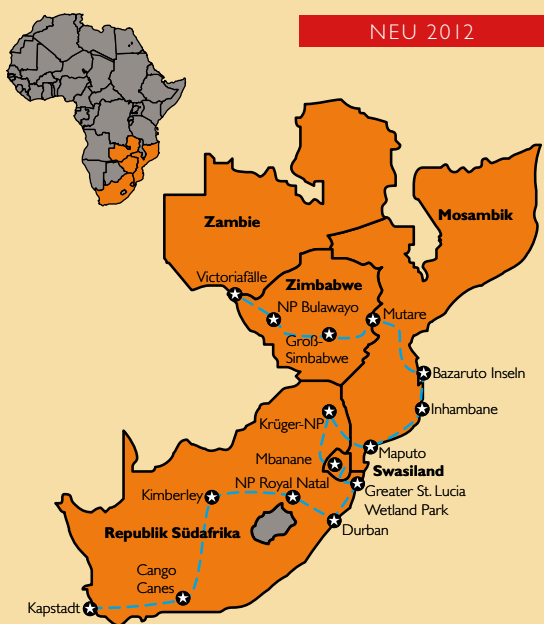 NEU 2012
Zambie
Mosambik
Victoriafälle
Zimbabwe
NP Bulawayo
Mutare
Groß-
Simbabwe
Bazaruto Inseln
Inhambane
Krüger-NP
Maputo
Mbanane
Swasiland
Kimberley
NP Royal Natal
Greater St. Lucia
Wetland Park
Durban
Republik Südafrika
Cango
Canes
Kapstadt